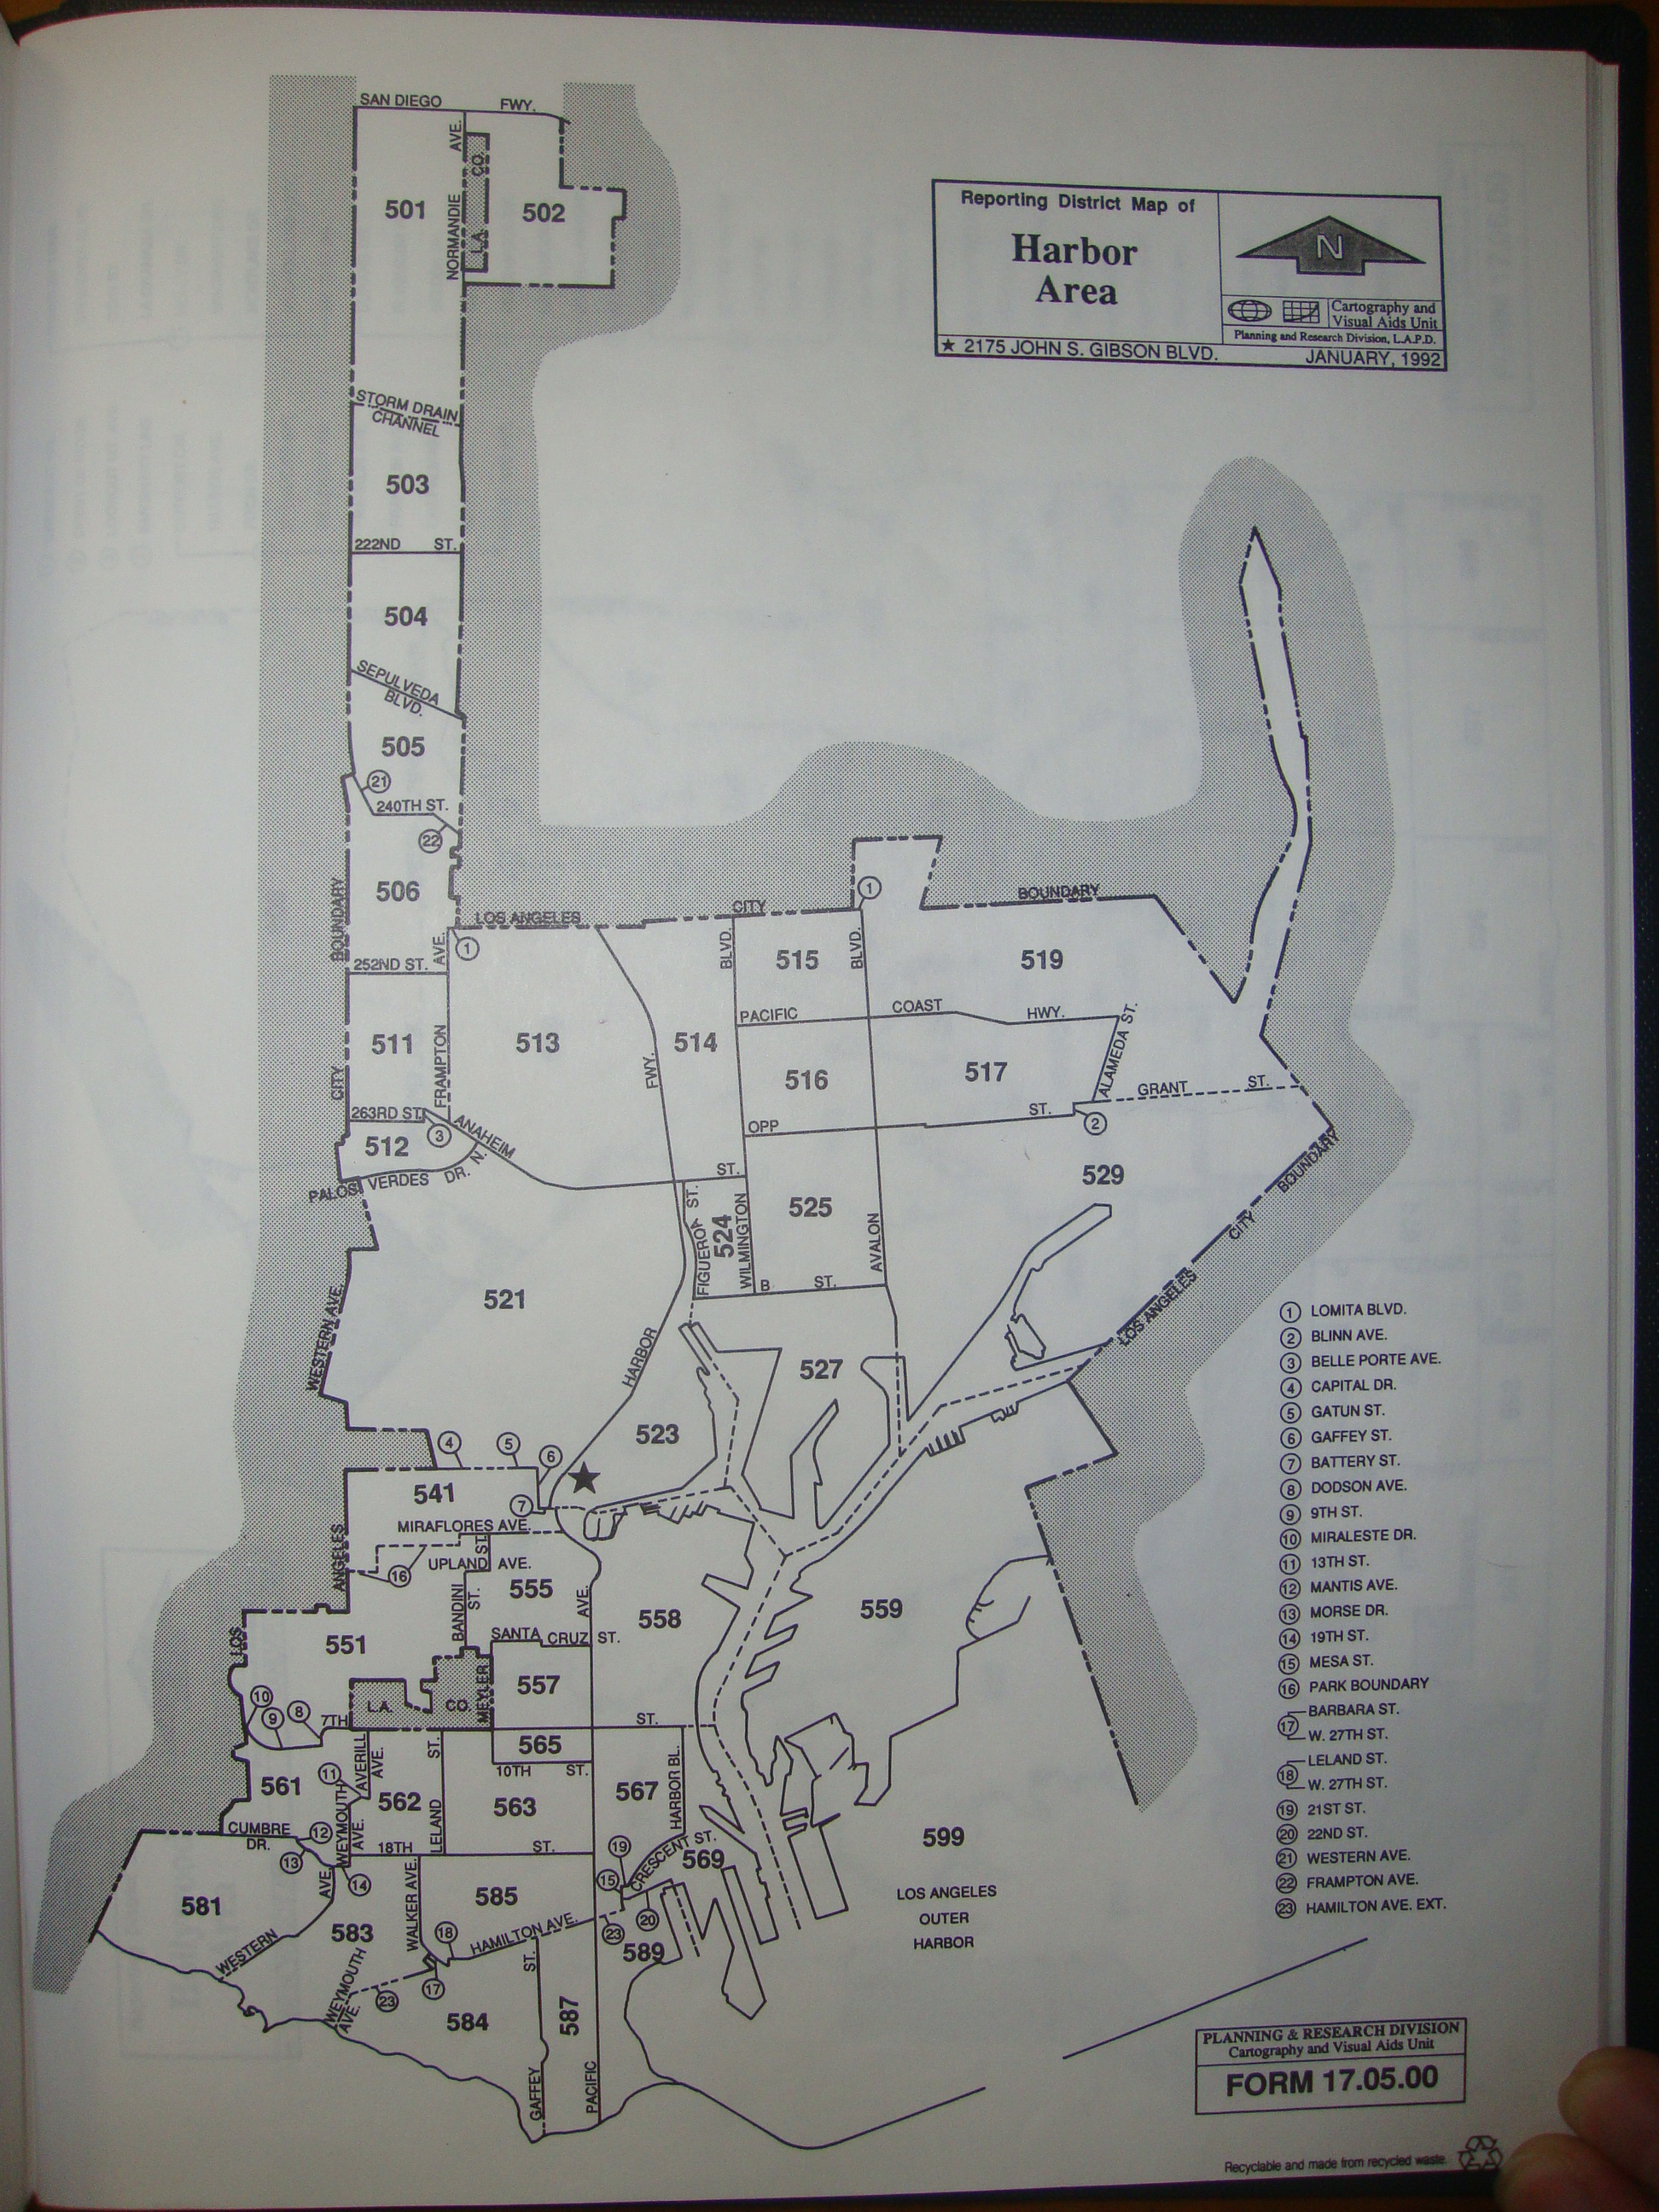 SAN DIEGO FWY.
NORMANDIE AVE.
L.A. CO.
501
502
Reporting District Map of
Harbor
Area
N
Cartography and
Visual Aids Unit
Planning and Research Division, L.A.P.D.
★ 2175 JOHN S. GIBSON BLVD. JANUARY, 1992
STORM DRAIN
CHANNEL
503
222ND ST.
504
SEPULVEDA
BLVD.
505
21
240TH ST.
22
506
BOUNDARY
LOS ANGELES
CITY
1
BOUNDARY
1
252ND ST.
AVE.
BLVD.
515
BLVD.
519
PACIFIC
COAST
HWY.
511
FRAMPTON
513
FWY.
514
516
517
ALAMEDA ST.
GRANT ST.
CITY
263RD ST.
3
ANAHEIM
OPP
ST.
2
512
PALOS VERDES DR. N.
ST.
529
BOUNDARY
FIGUEROA ST.
524
WILMINGTON
525
AVALON
CITY
B ST.
LOS ANGELES
521
WESTERN AVE.
HARBOR
527
523
4
5
6
★
541
7
MIRAFLORES AVE.
ST.
UPLAND AVE.
16
ANGELES
BANDINI ST.
555
AVE.
558
559
LOS
551
SANTA CRUZ ST.
L.A. CO.
MEYLER
557
10
9
8
7TH
ST.
565
10TH ST.
561
11
AVERILL AVE.
ST.
562
LELAND
563
567
HARBOR BL.
CUMBRE
DR.
12
13
WEYMOUTH AVE.
18TH
ST.
14
19
CRESCENT ST.
569
15
599
LOS ANGELES
OUTER
HARBOR
581
AVE.
WALKER AVE.
585
583
18
HAMILTON AVE.
23
20
589
WESTERN
WEYMOUTH
AVE.
23
17
584
ST.
587
GAFFEY
PACIFIC
1 LOMITA BLVD.
2 BLINN AVE.
3 BELLE PORTE AVE.
4 CAPITAL DR.
5 GATUN ST.
6 GAFFEY ST.
7 BATTERY ST.
8 DODSON AVE.
9 9TH ST.
10 MIRALESTE DR.
11 13TH ST.
12 MANTIS AVE.
13 MORSE DR.
14 19TH ST.
15 MESA ST.
16 PARK BOUNDARY
17 BARBARA ST.
W. 27TH ST.
18 LELAND ST.
W. 27TH ST.
19 21ST ST.
20 22ND ST.
21 WESTERN AVE.
22 FRAMPTON AVE.
23 HAMILTON AVE. EXT.
PLANNING & RESEARCH DIVISION
Cartography and Visual Aids Unit
FORM 17.05.00
Recyclable and made from recycled waste.